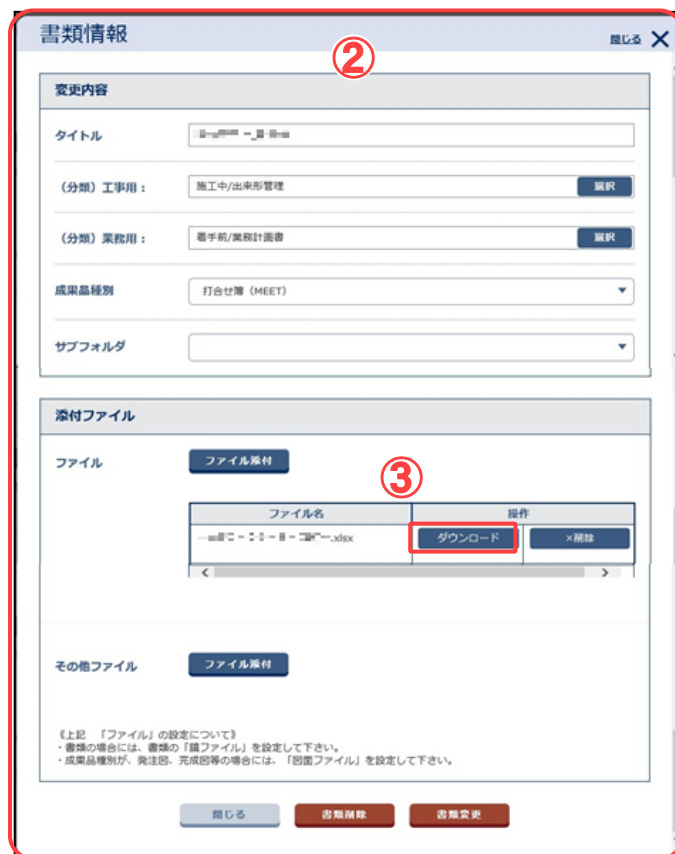 書類情報
閉じる ×
②
変更内容
タイトル
(分類)工事用: 施工中/出来形管理 選択
(分類)業務用: 着手前/業務計画書 選択
成果品種別 打合せ簿(MEET)
サブフォルダ
添付ファイル
ファイル ファイル添付
③
ファイル名 操作
.xlsx ダウンロード ×削除
その他ファイル ファイル添付
《上記 「ファイル」の設定について》
・書類の場合には、書類の「鏡ファイル」を設定して下さい。
・成果品種別が、発注図、完成図等の場合には、「図面ファイル」を設定して下さい。
閉じる 書類削除 書類変更